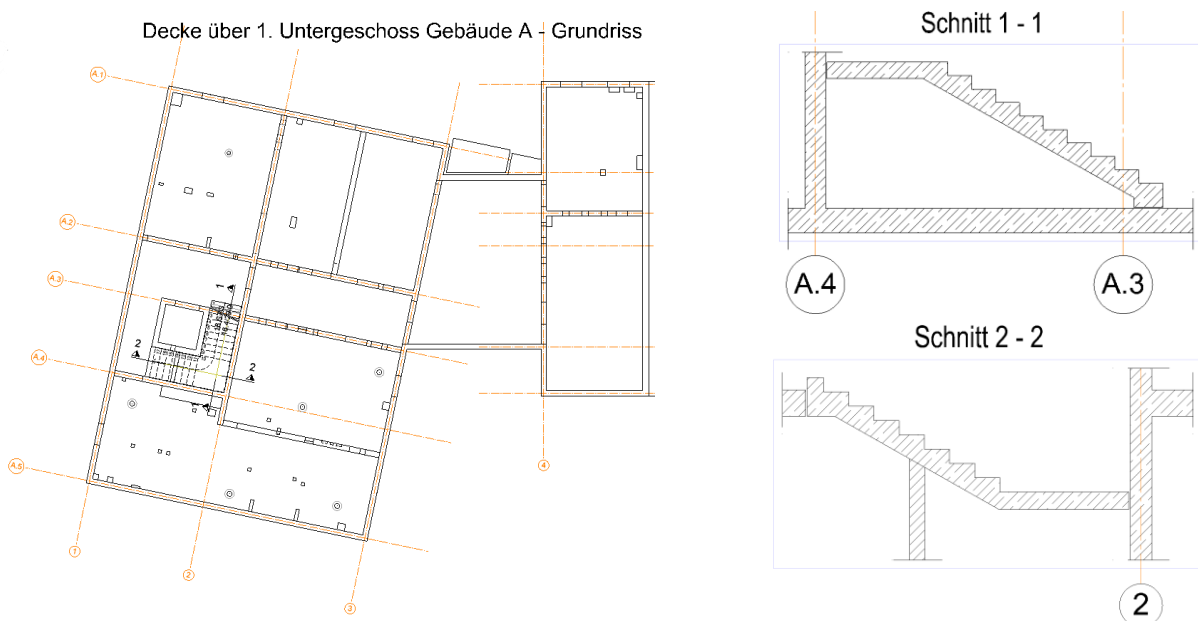 Decke über 1. Untergeschoss Gebäude A - Grundriss
A.1
A.2
A.3
A.4
A.5
1
2
2
1
2
3
4
Schnitt 1 - 1
A.4
A.3
Schnitt 2 - 2
2